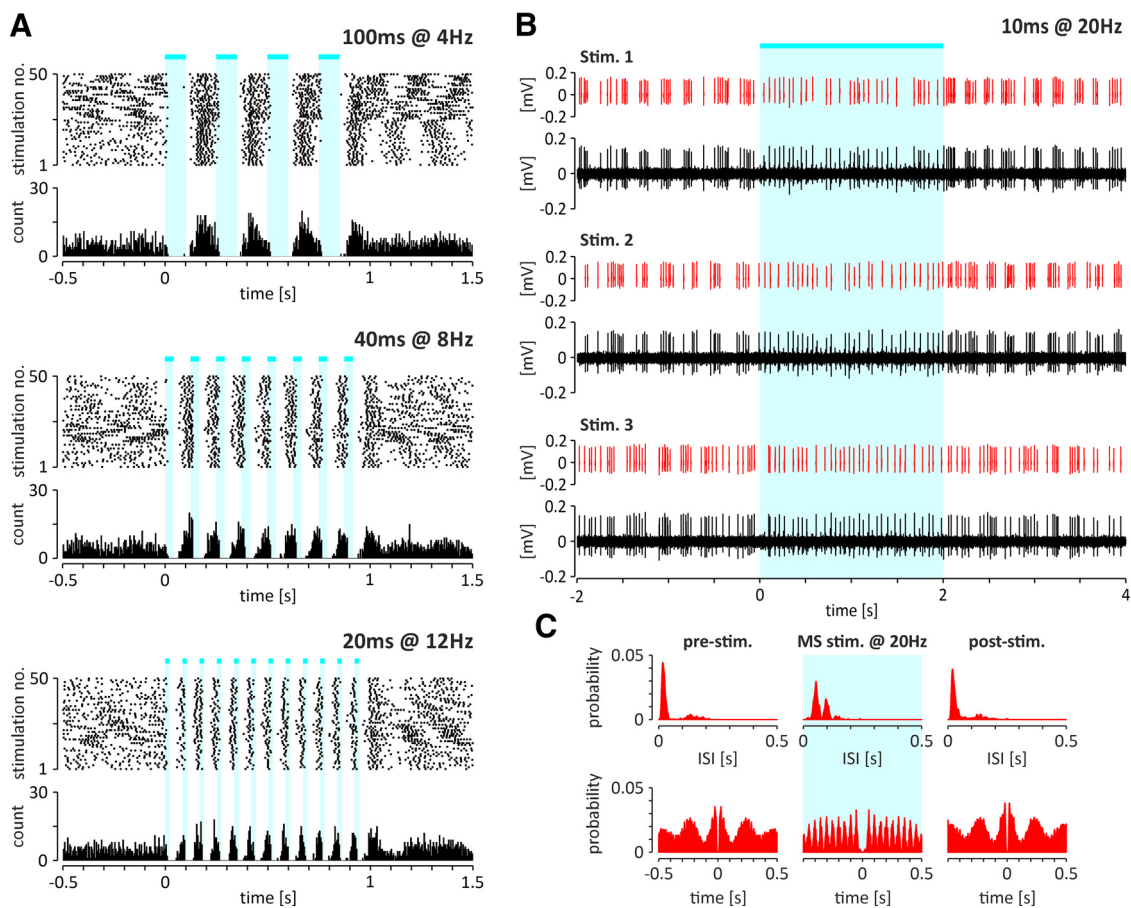 A
100ms @ 4Hz
stimulation no.
50
1
count
30
0
-0.5 0 0.5 1 1.5
time [s]
40ms @ 8Hz
stimulation no.
50
1
count
30
0
-0.5 0 0.5 1 1.5
time [s]
20ms @ 12Hz
stimulation no.
50
1
count
30
0
-0.5 0 0.5 1 1.5
time [s]
B
10ms @ 20Hz
Stim. 1
[mV]
0.2
0
-0.2
[mV]
0.2
0
-0.2
Stim. 2
[mV]
0.2
0
-0.2
[mV]
0.2
0
-0.2
Stim. 3
[mV]
0.2
0
-0.2
[mV]
0.2
0
-0.2
-2 0 2 4
time [s]
C
pre-stim. MS stim. @ 20Hz post-stim.
probability
0.05
0
0 0.5 0 0.5 0 0.5
ISI [s] ISI [s] ISI [s]
probability
0.05
0
-0.5 0 0.5 0 0.5 0 0.5
time [s] time [s] time [s]